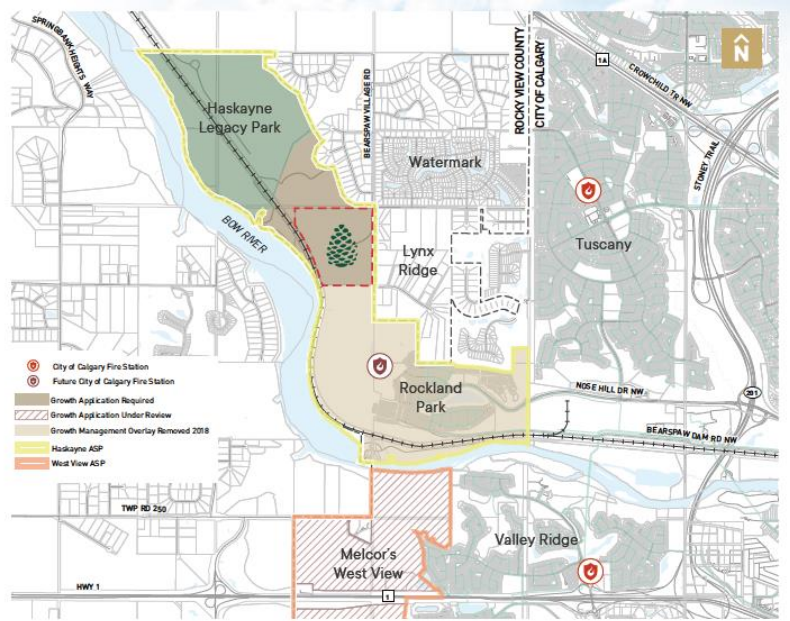 SPRINGBANK HEIGHTS WAY
Haskayne
Legacy Park
BEARSPAW VILLAGE RD
ROCKY VIEW COUNTY
CITY OF CALGARY
1A
CROWCHILD TR NW
N
STONEY TRAIL
Watermark
Tuscany
Lynx
Ridge
BOW RIVER
Rockland
Park
NOSE HILL DR NW
201
BEARSPAW DAM RD NW
City of Calgary Fire Station
Future City of Calgary Fire Station
Growth Application Required
Growth Application Under Review
Growth Management Overlay Removed 2018
Haskayne ASP
West View ASP
TWP RD 250
Valley Ridge
Melcor's
West View
HWY 1
1